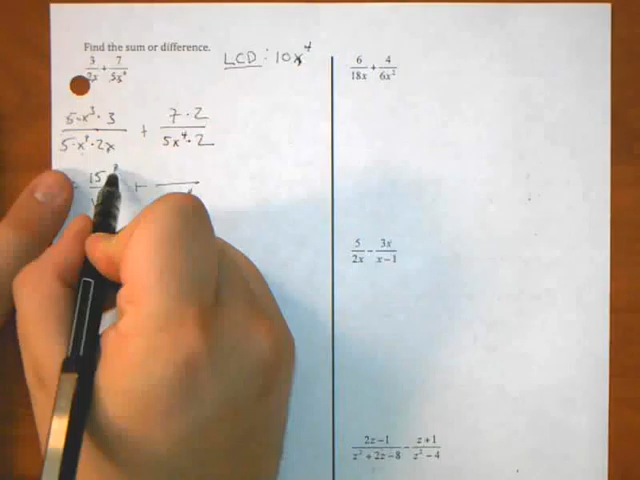 Find the sum or difference.
3/2x + 7/5x⁴
LCD : 10x⁴
5·x³·3 / 5·x³·2x + 7·2 / 5x⁴·2
15 +
6/18x + 4/6x²
5/2x − 3x/x−1
2z−1 / z²+2z−8 − z+1 / z²−4